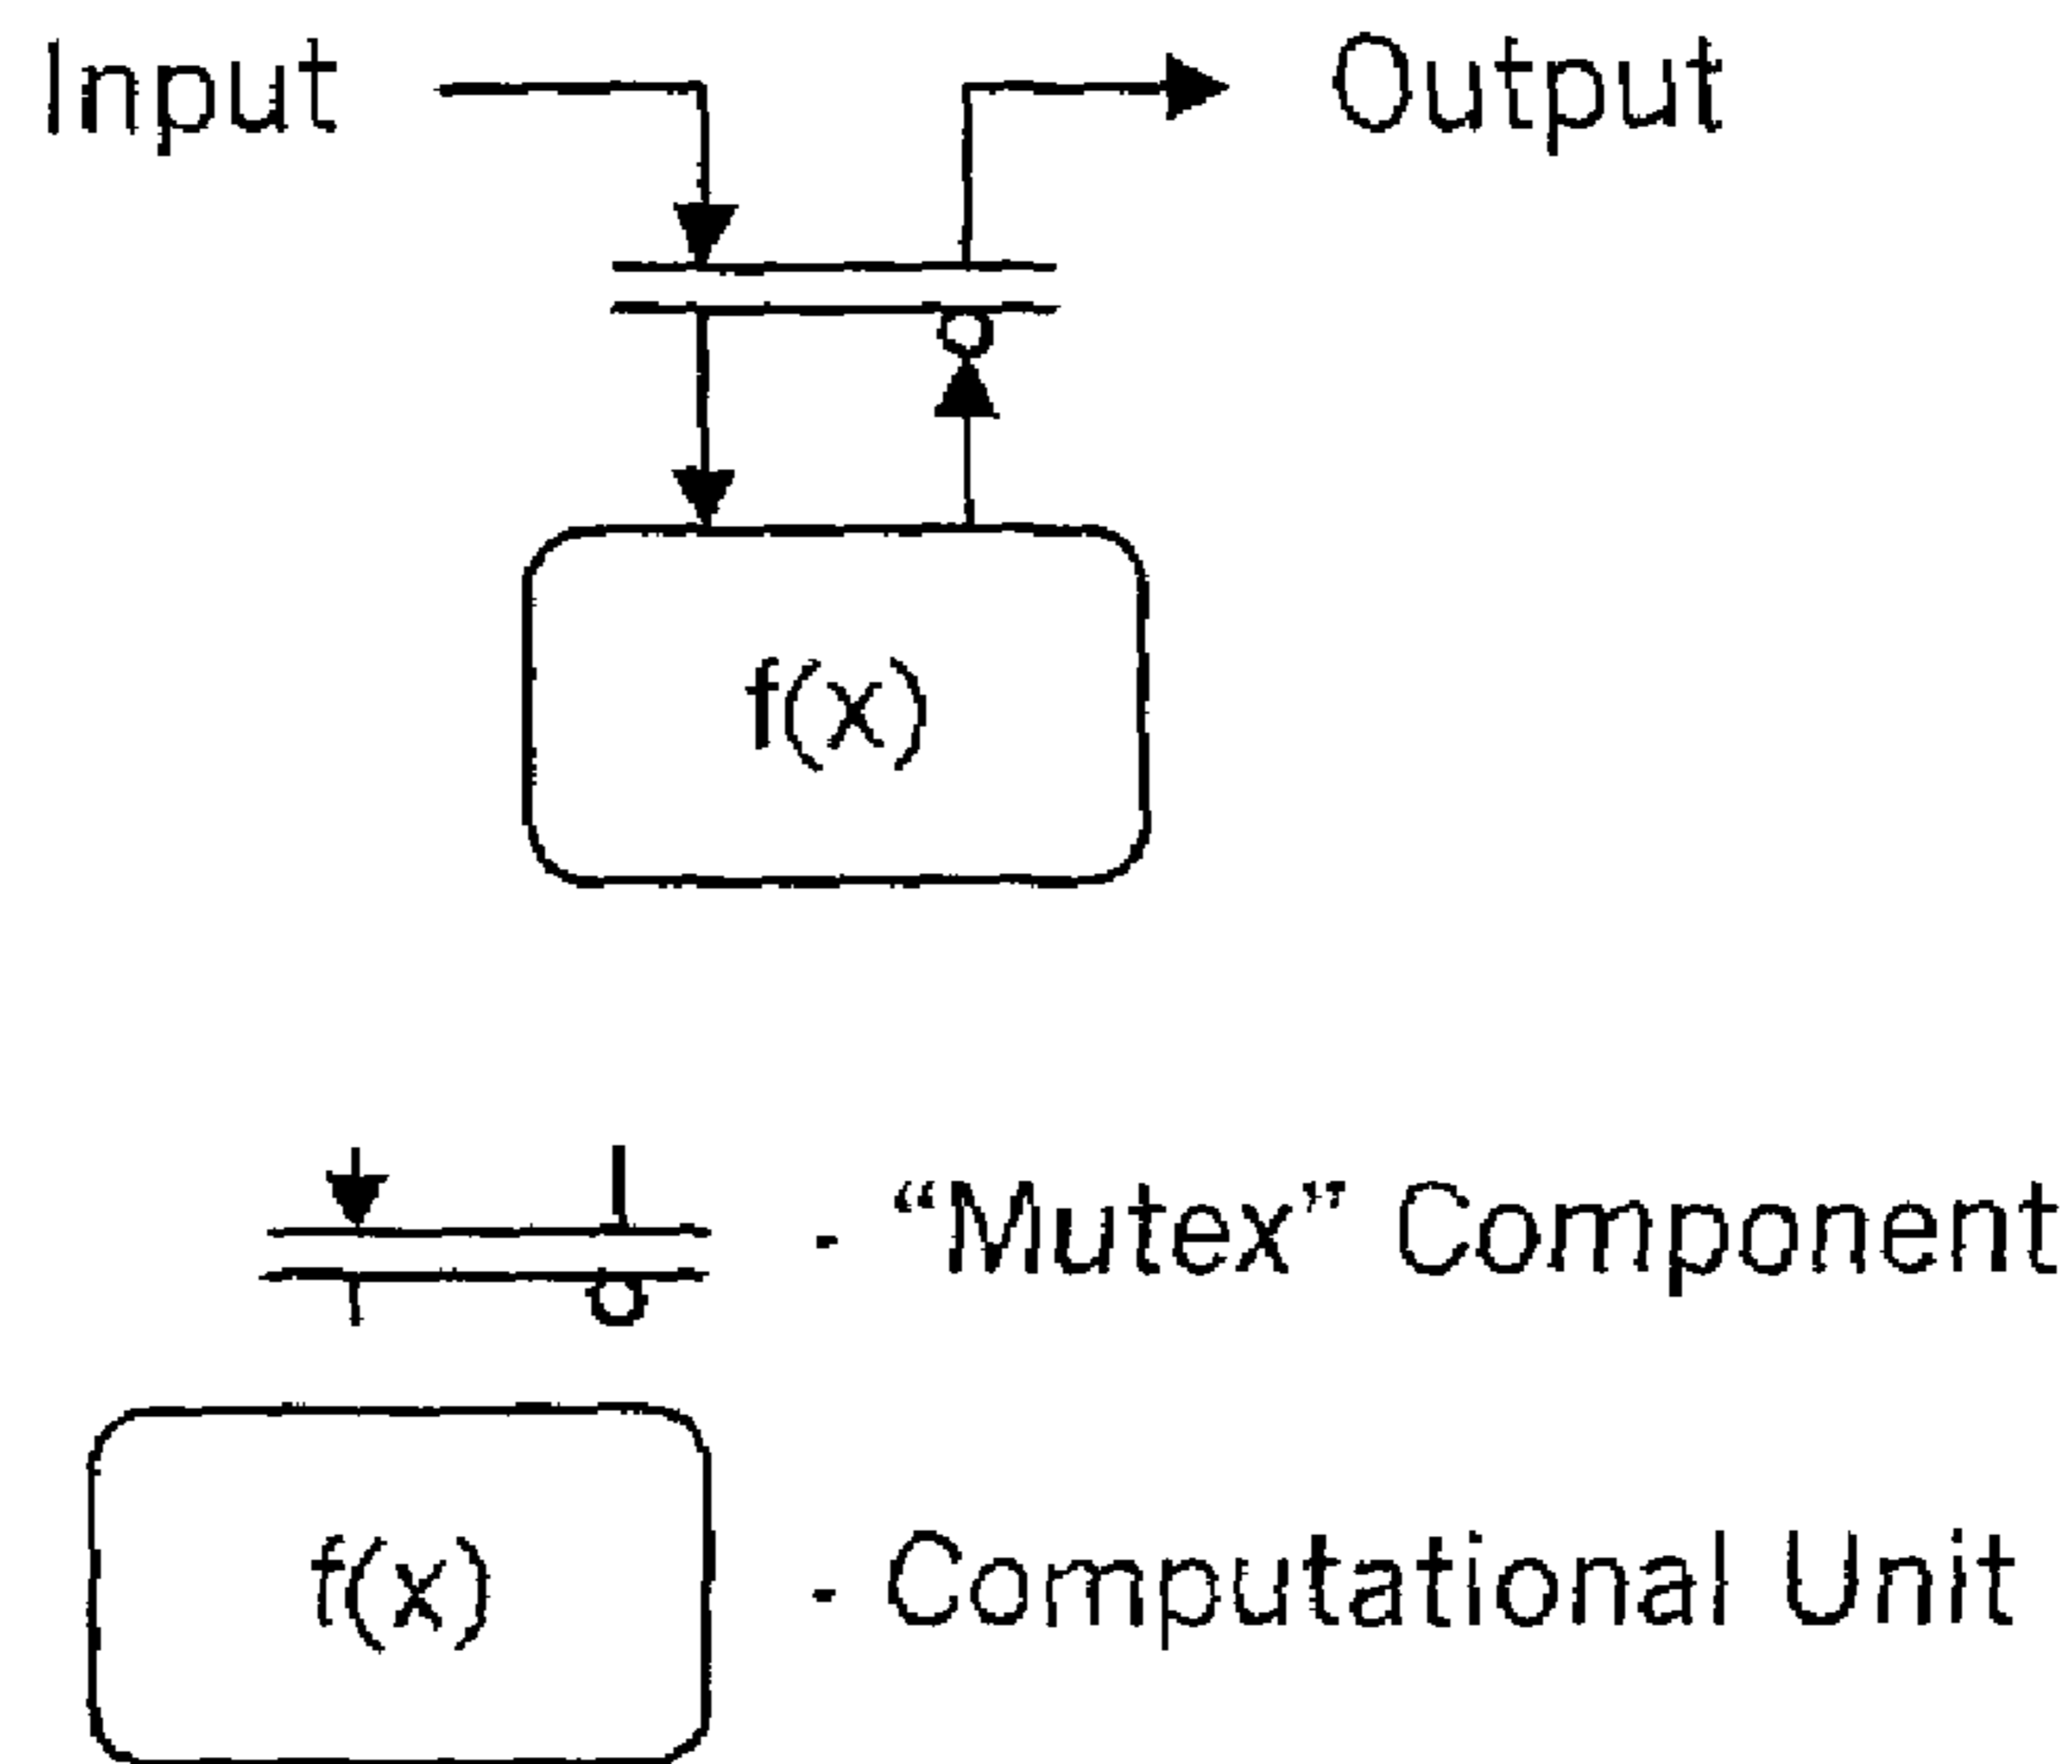 Input
Output
f(x)
- “Mutex” Component
f(x)
- Computational Unit